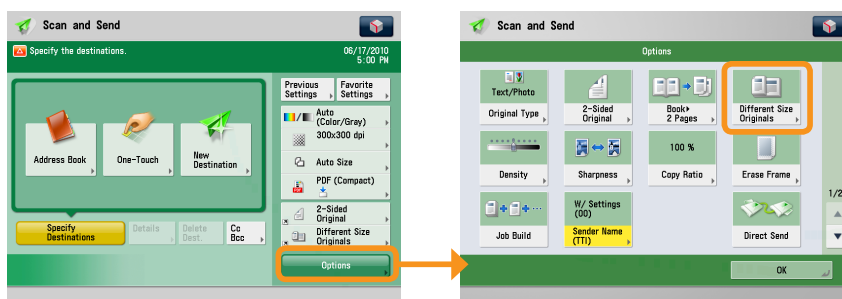 Scan and Send
Specify the destinations.
06/17/2010
5:00 PM
Address Book
One-Touch
New
Destination
Specify
Destinations
Details
Delete
Dest.
Cc
Bcc
Previous
Settings
Favorite
Settings
Auto
(Color/Gray)
300x300 dpi
Auto Size
PDF (Compact)
2-Sided
Original
Different Size
Originals
Options
Scan and Send
Options
Text/Photo
Original Type
2-Sided
Original
Book▸
2 Pages
Different Size
Originals
Density
Sharpness
100 %
Copy Ratio
Erase Frame
Job Build
W/ Settings
(00)
Sender Name
(TTI)
Direct Send
1/2
OK